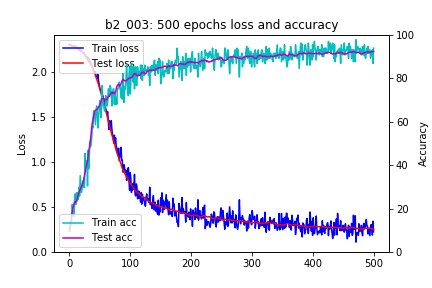 b2_003: 500 epochs loss and accuracy
Train loss
Test loss
Train acc
Test acc
Loss
2.0
1.5
1.0
0.5
0.0
Accuracy
100
80
60
40
20
0
0
100
200
300
400
500